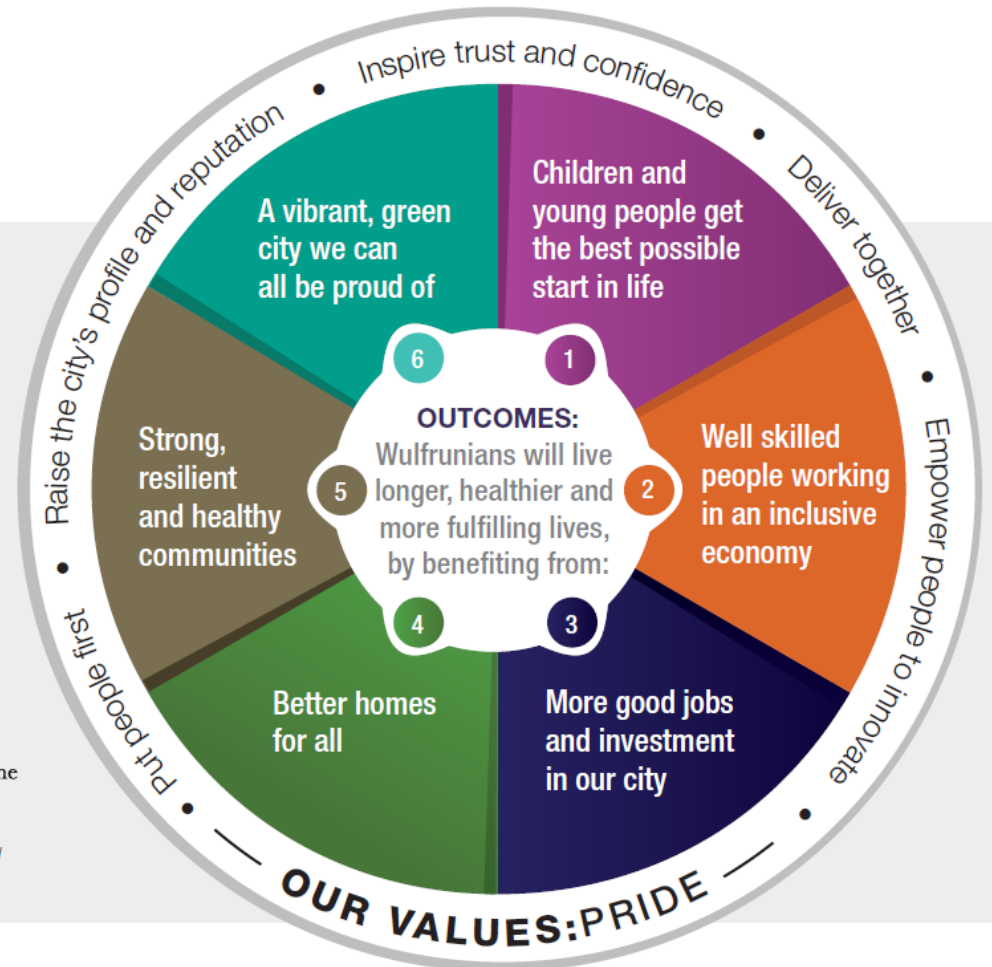 Put people first • Raise the city's profile and reputation • Inspire trust and confidence • Deliver together • Empower people to innovate •
OUR VALUES:PRIDE
OUTCOMES:
Wulfrunians will live
longer, healthier and
more fulfilling lives,
by benefiting from:
1
Children and
young people get
the best possible
start in life
2
Well skilled
people working
in an inclusive
economy
3
More good jobs
and investment
in our city
4
Better homes
for all
5
Strong,
resilient
and healthy
communities
6
A vibrant, green
city we can
all be proud of